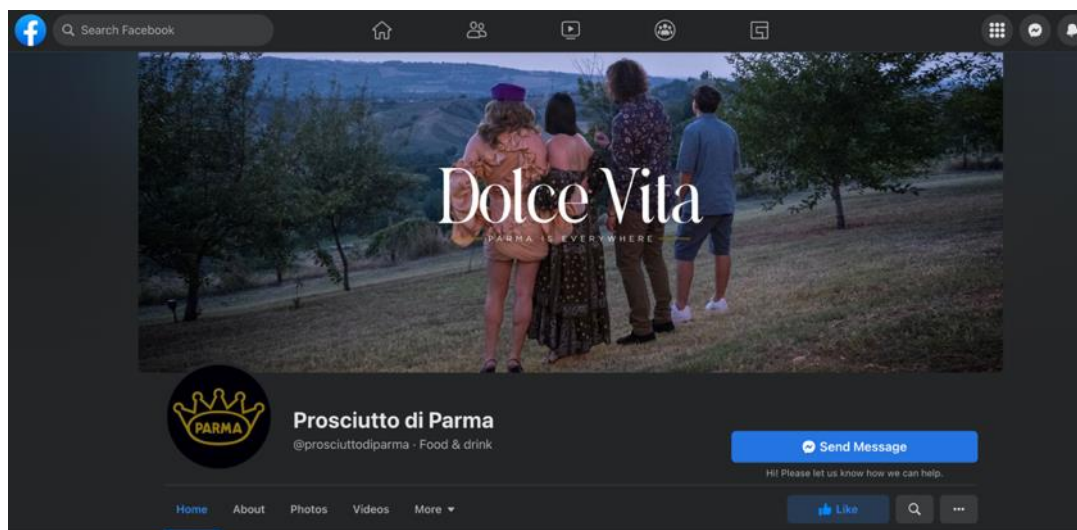 Search Facebook
Dolce Vita
PARMA IS EVERYWHERE
PARMA
Prosciutto di Parma
@prosciuttodiparma · Food & drink
Send Message
Hi! Please let us know how we can help.
Home About Photos Videos More
Like